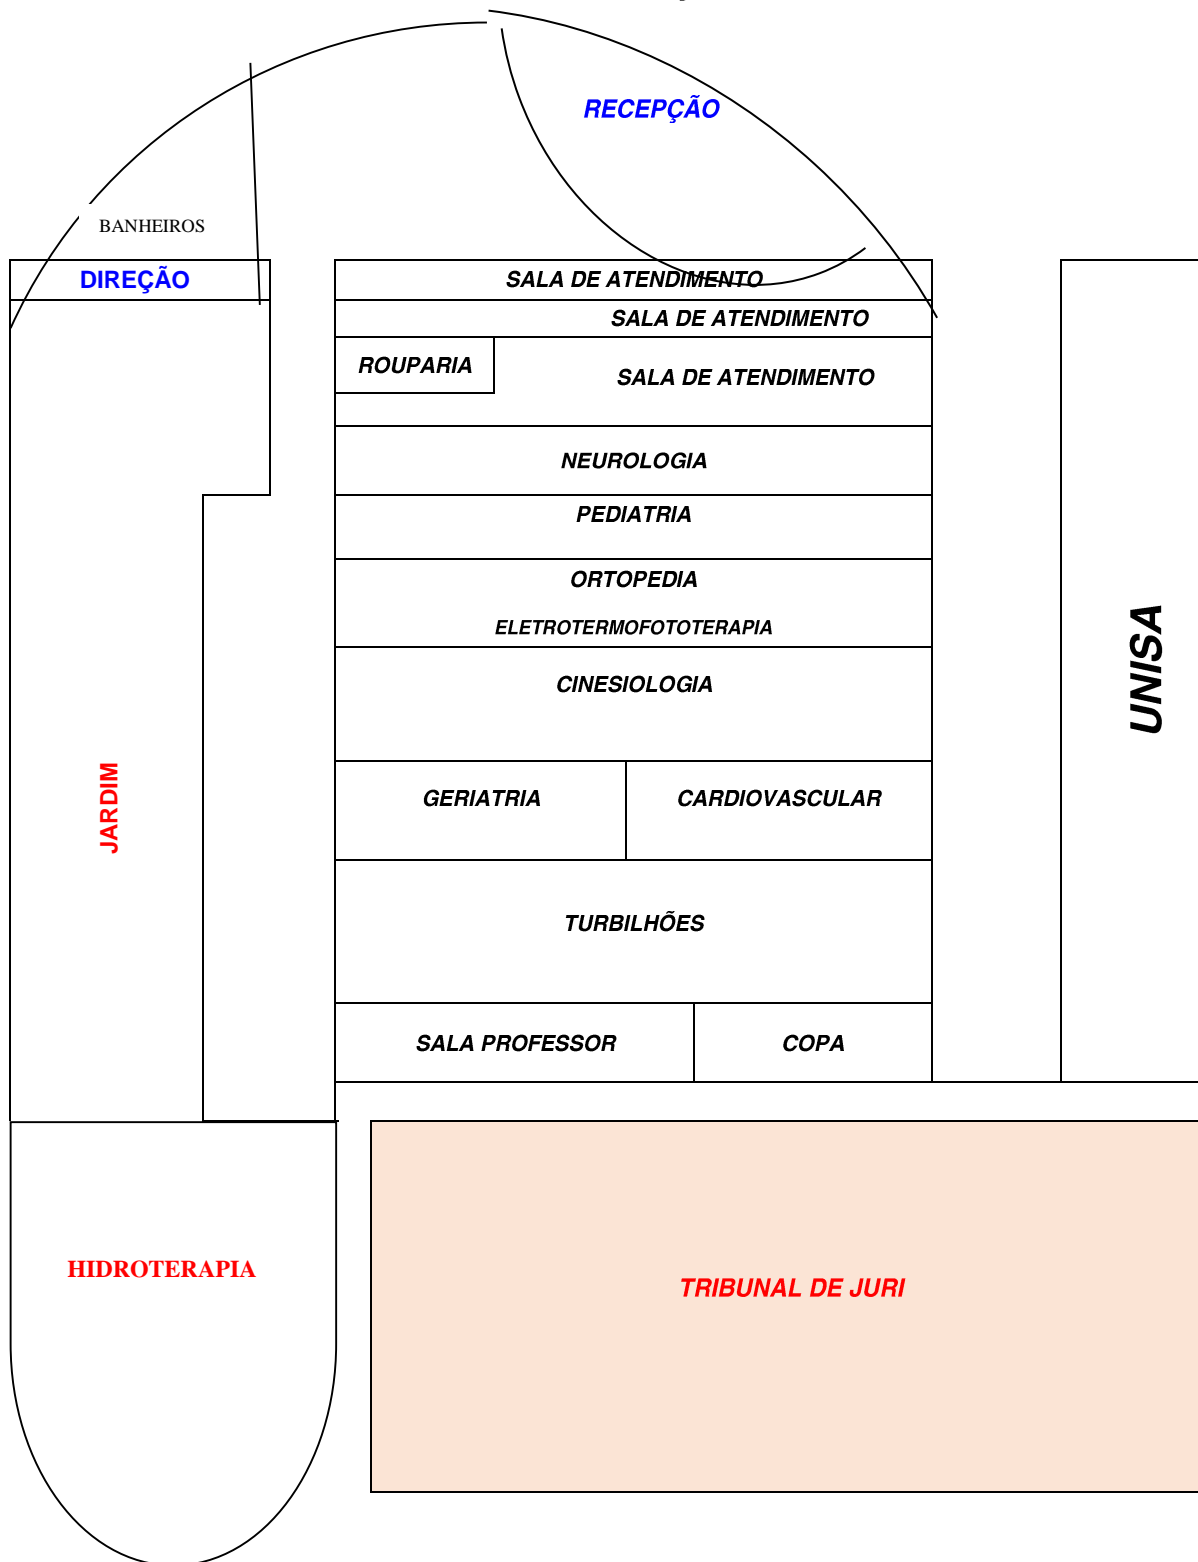 RECEPÇÃO
BANHEIROS
DIREÇÃO
SALA DE ATENDIMENTO
SALA DE ATENDIMENTO
ROUPARIA
SALA DE ATENDIMENTO
NEUROLOGIA
PEDIATRIA
ORTOPEDIA
ELETROTERMOFOTOTERAPIA
CINESIOLOGIA
UNISA
JARDIM
GERIATRIA
CARDIOVASCULAR
TURBILHÕES
SALA PROFESSOR
COPA
HIDROTERAPIA
TRIBUNAL DE JURI